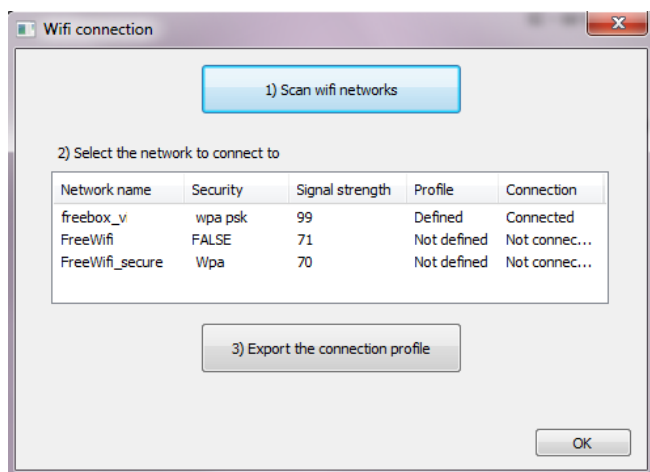 Wifi connection
1) Scan wifi networks
2) Select the network to connect to
Network name Security Signal strength Profile Connection
freebox_vi wpa psk 99 Defined Connected
FreeWifi FALSE 71 Not defined Not connec...
FreeWifi_secure Wpa 70 Not defined Not connec...
3) Export the connection profile
OK